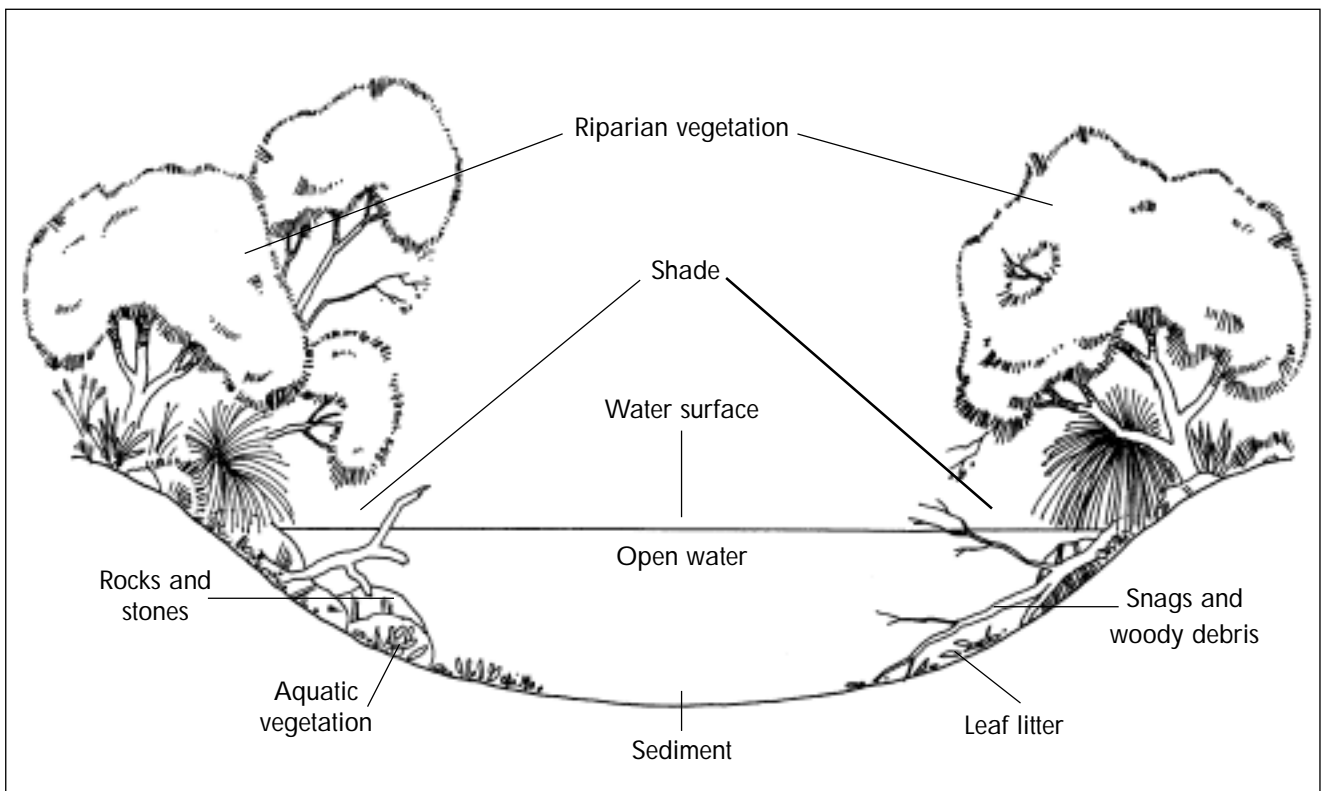 Riparian vegetation
Shade
Water surface
Open water
Rocks and
stones
Snags and
woody debris
Aquatic
vegetation
Leaf litter
Sediment